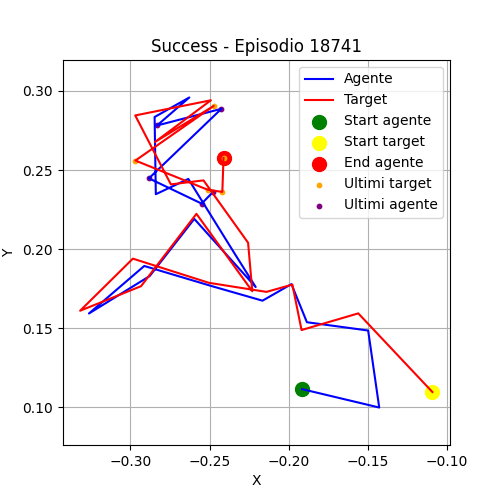 Success - Episodio 18741
Agente
Target
Start agente
Start target
End agente
Ultimi target
Ultimi agente
0.30
0.25
0.20
0.15
0.10
Y
−0.30 −0.25 −0.20 −0.15 −0.10
X